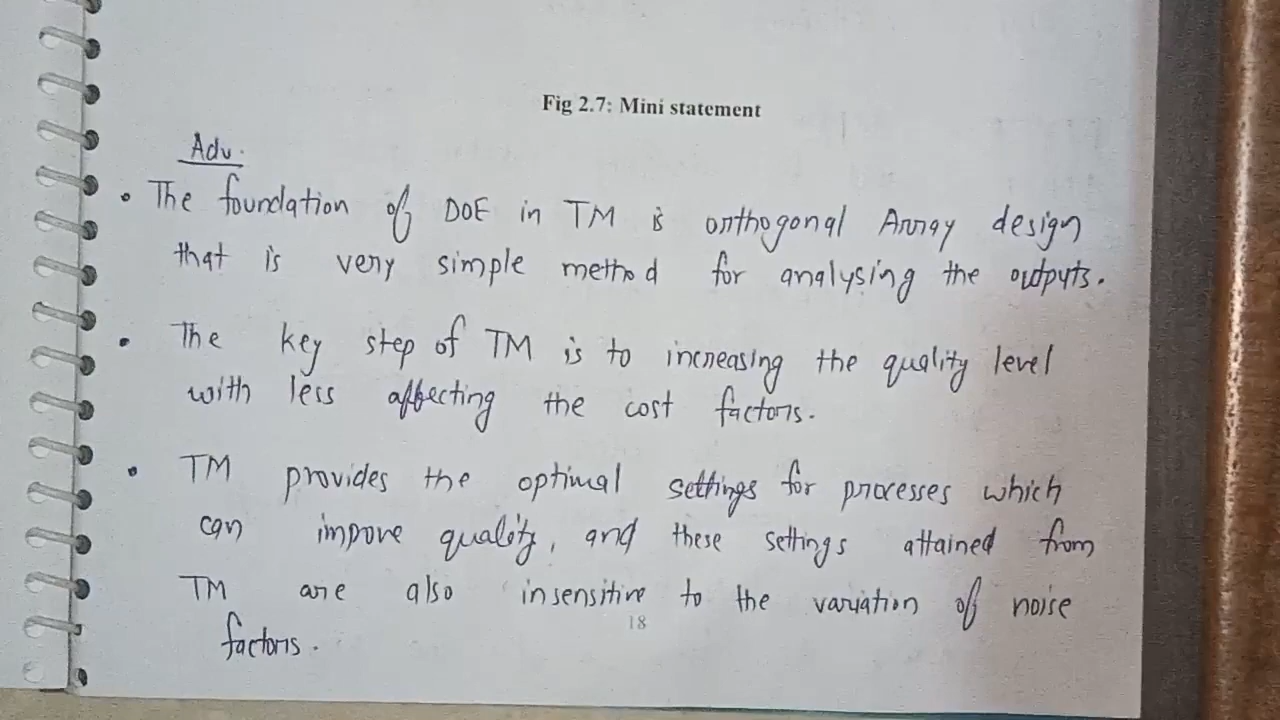 Fig 2.7: Mini statement
Adv.
• The foundation of DOE in TM is orthogonal Array design
that is very simple method for analysing the outputs.
• The key step of TM is to increasing the quality level
with less affecting the cost factors.
• TM provides the optimal settings for processes which
can impove quality, and these settings attained from
TM are also insensitive to the variation of noise
18
factors.